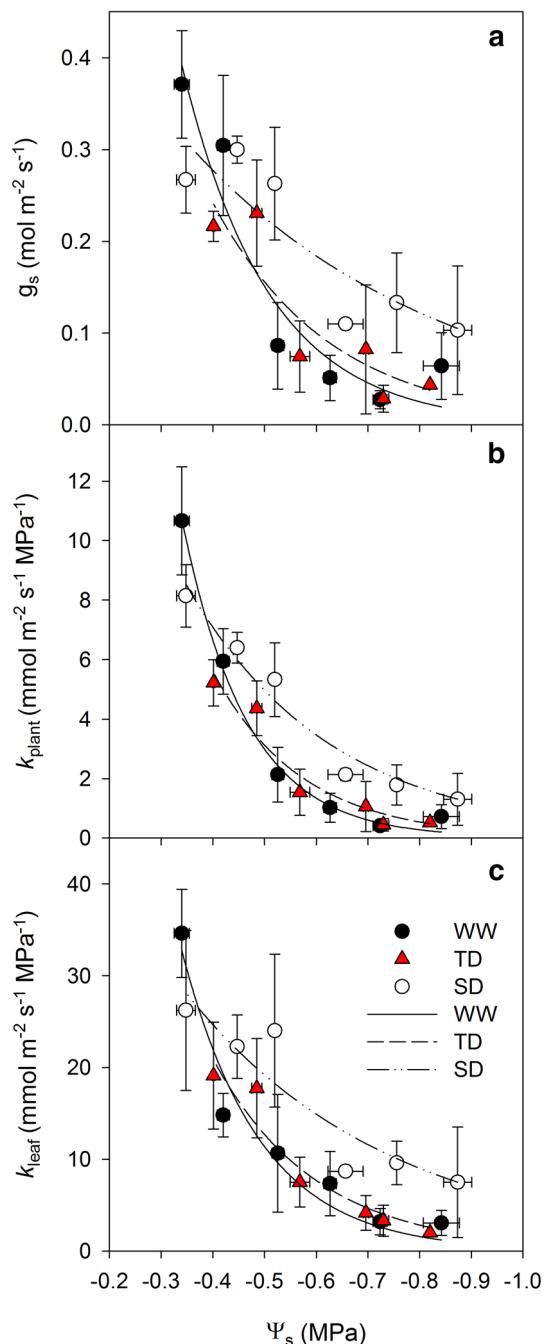 a
0.4
0.3
0.2
0.1
0.0
gs (mol m-2 s-1)
b
12
10
8
6
4
2
0
kplant (mmol m-2 s-1 MPa-1)
c
40
30
20
10
0
kleaf (mmol m-2 s-1 MPa-1)
WW
TD
SD
WW
TD
SD
-0.2 -0.3 -0.4 -0.5 -0.6 -0.7 -0.8 -0.9 -1.0
Ψs (MPa)